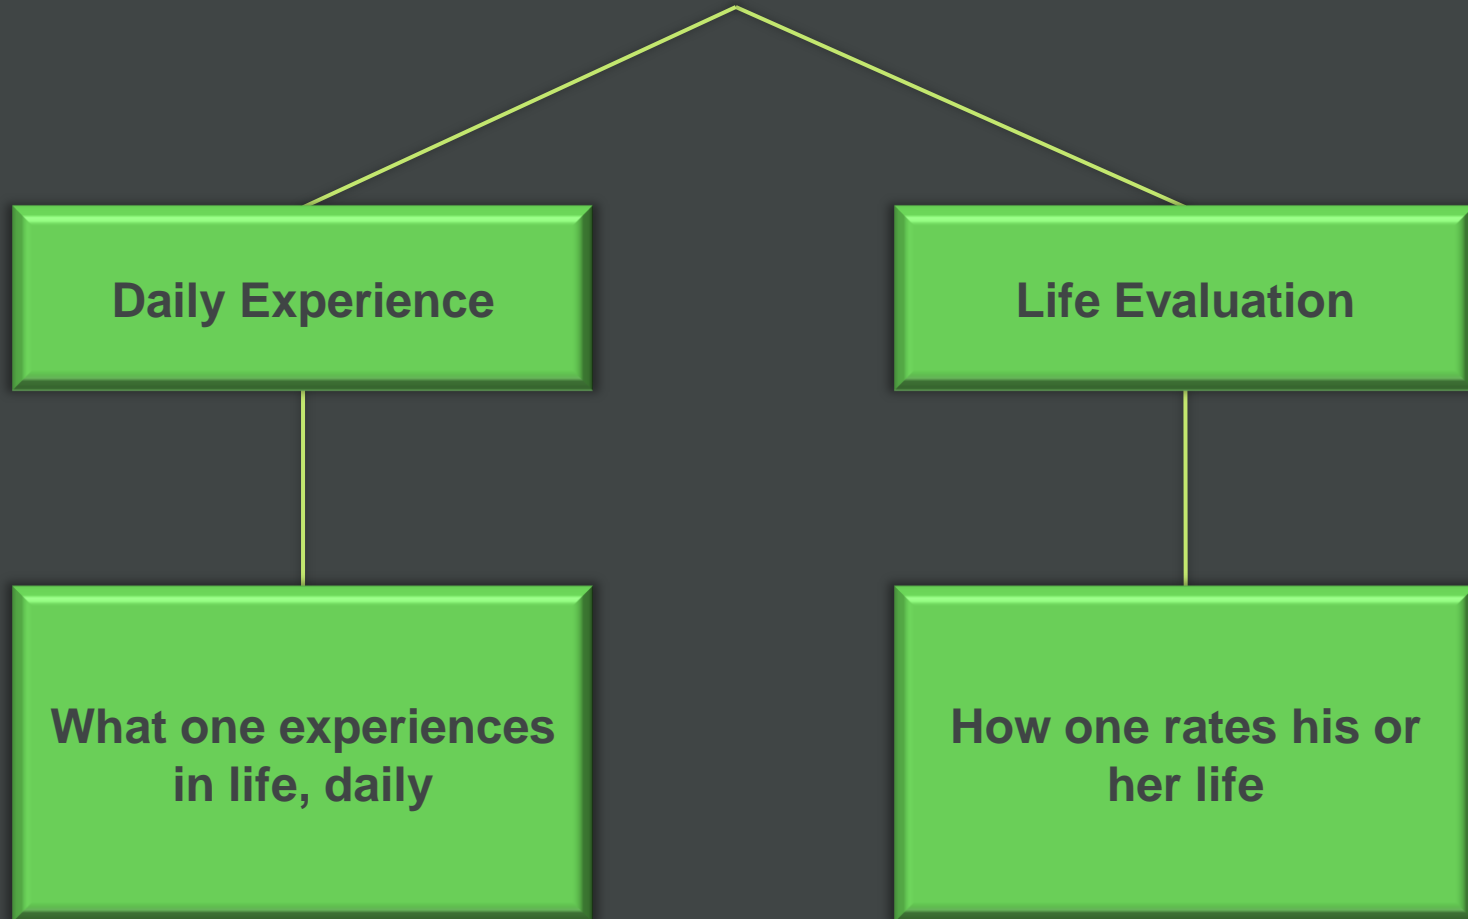 Daily Experience
Life Evaluation
What one experiences
in life, daily
How one rates his or
her life